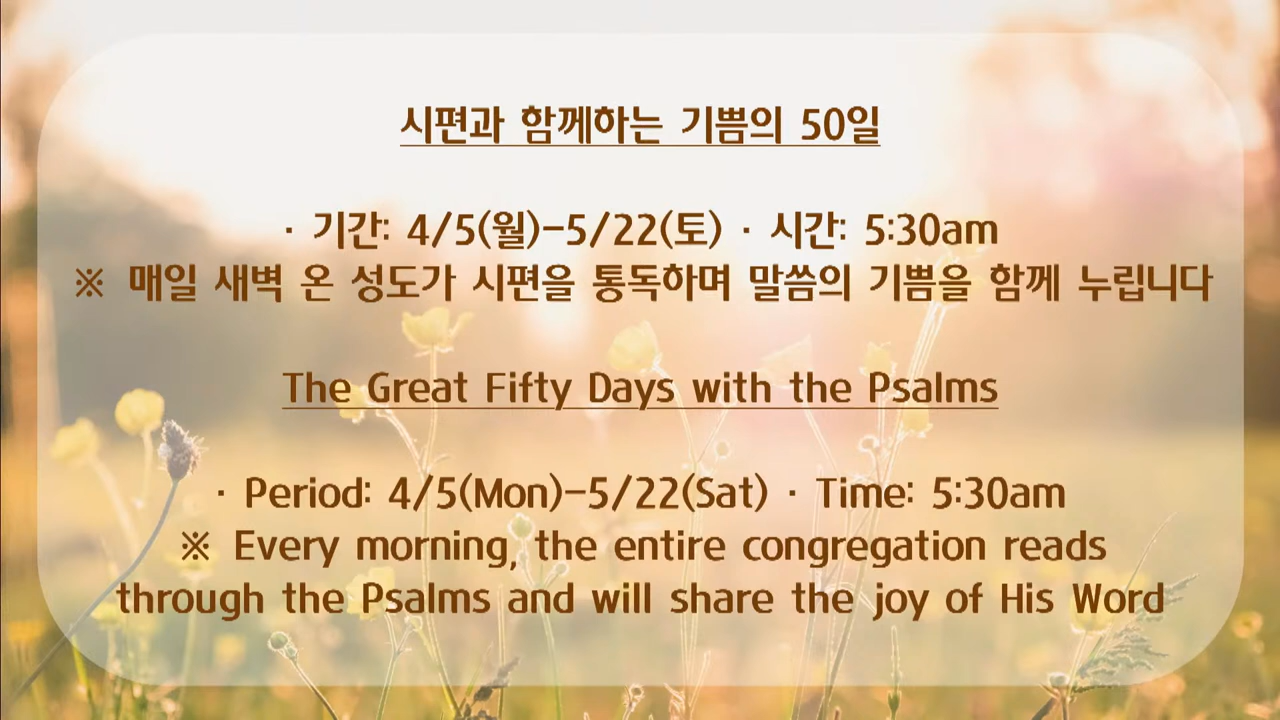 시편과 함께하는 기쁨의 50일
· 기간: 4/5(월)-5/22(토) · 시간: 5:30am
※ 매일 새벽 온 성도가 시편을 통독하며 말씀의 기쁨을 함께 누립니다
The Great Fifty Days with the Psalms
· Period: 4/5(Mon)-5/22(Sat) · Time: 5:30am
※ Every morning, the entire congregation reads
through the Psalms and will share the joy of His Word